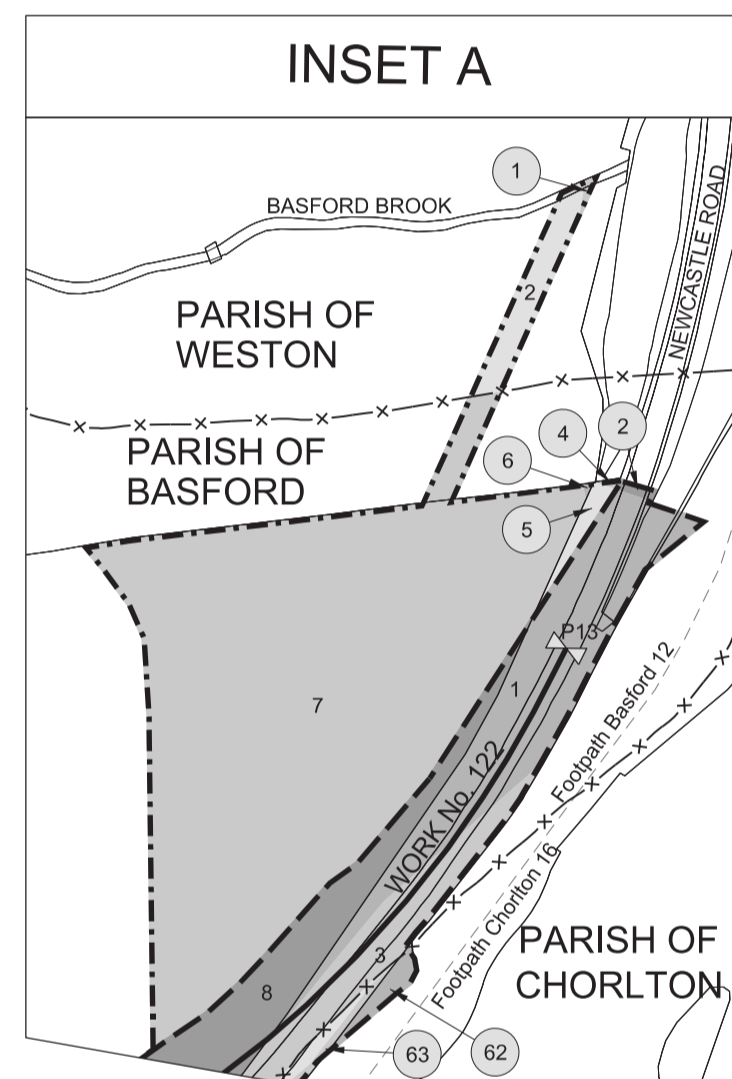 INSET A
1
BASFORD BROOK
NEWCASTLE ROAD
2
PARISH OF
WESTON
PARISH OF
BASFORD
2
4
6
5
P13
Footpath Basford 12
1
7
WORK No. 122
Footpath Chorlton 16
PARISH OF
CHORLTON
3
8
63
62